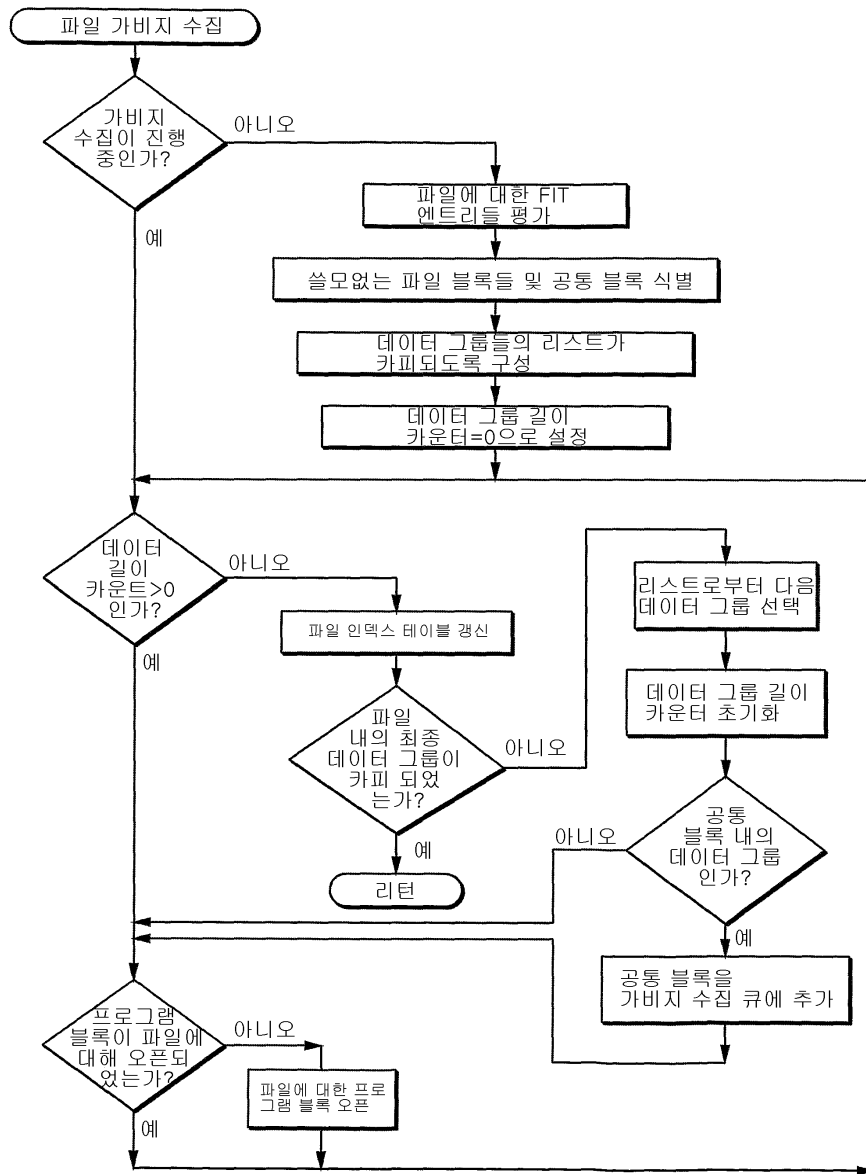 파일 가비지 수집
가비지
수집이 진행
중인가?
아니오
예
파일에 대한 FIT
엔트리들 평가
쓸모없는 파일 블록들 및 공통 블록 식별
데이터 그룹들의 리스트가
카피되도록 구성
데이터 그룹 길이
카운터=0으로 설정
데이터
길이
카운트>0
인가?
아니오
예
파일 인덱스 테이블 갱신
파일
내의 최종
데이터 그룹이
카피 되었
는가?
아니오
예
리턴
리스트로부터 다음
데이터 그룹 선택
데이터 그룹 길이
카운터 초기화
공통
블록 내의
데이터 그룹
인가?
아니오
예
공통 블록을
가비지 수집 큐에 추가
프로그램
블록이 파일에
대해 오픈되
었는가?
아니오
예
파일에 대한 프로
그램 블록 오픈